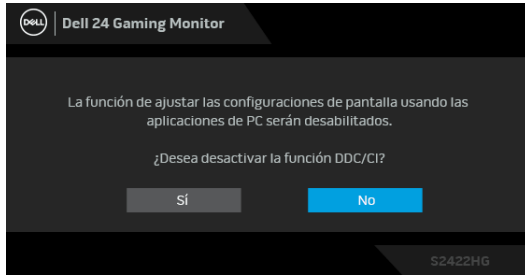 DELL
Dell 24 Gaming Monitor
La función de ajustar las configuraciones de pantalla usando las
aplicaciones de PC serán desabilitados.
¿Desea desactivar la función DDC/CI?
Sí
No
S2422HG